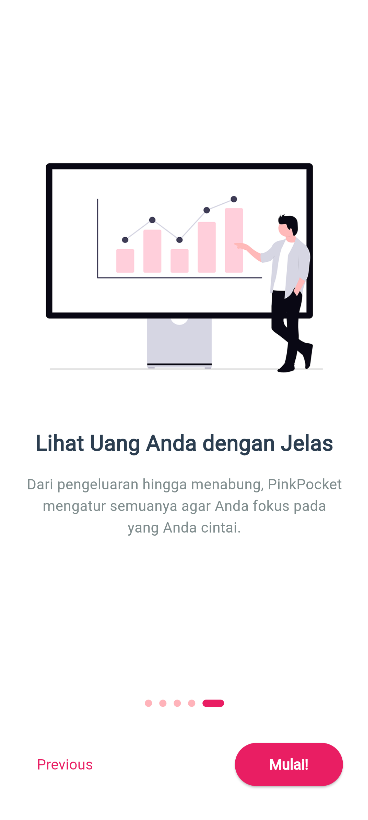 Lihat Uang Anda dengan Jelas
Dari pengeluaran hingga menabung, PinkPocket
mengatur semuanya agar Anda fokus pada
yang Anda cintai.
Previous
Mulai!